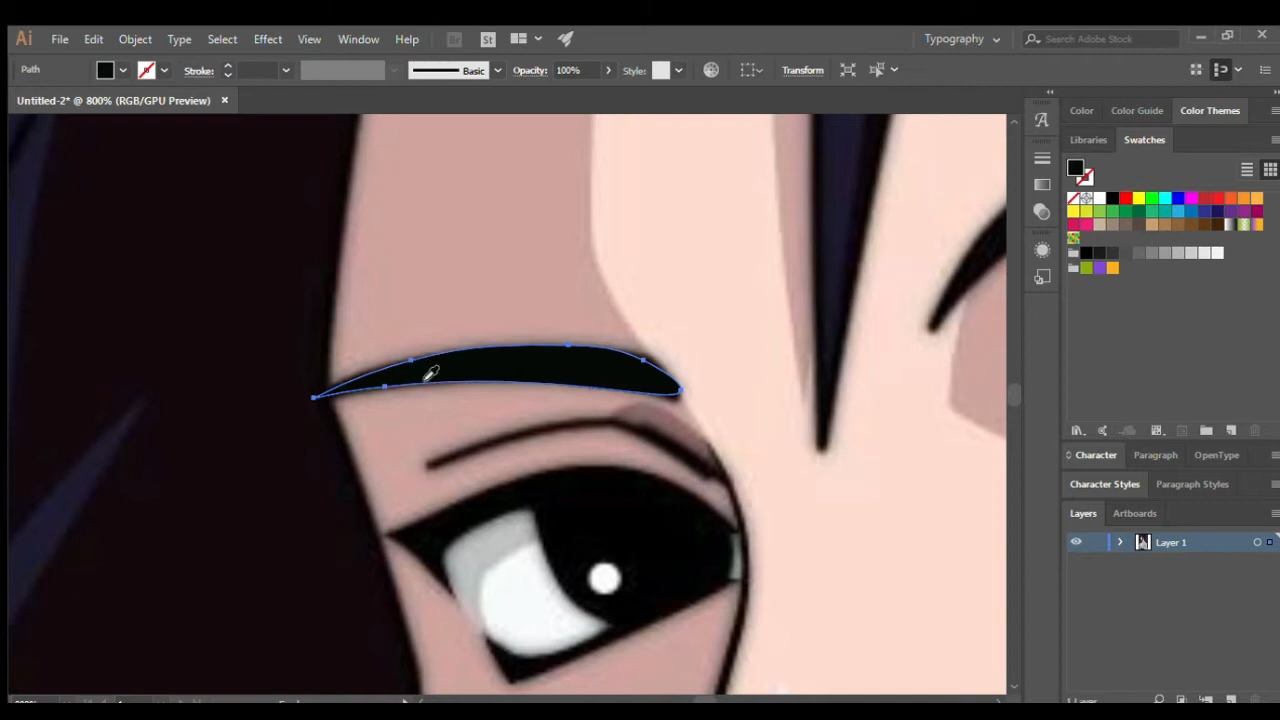 Ai File Edit Object Type Select Effect View Window Help Br St Typography Search Adobe Stock
Path Stroke: Basic Opacity: 100% Style: Transform
Untitled-2* @ 800% (RGB/GPU Preview) ×
Color Color Guide Color Themes
Libraries Swatches
Character Paragraph OpenType
Character Styles Paragraph Styles
Layers Artboards
Layer 1